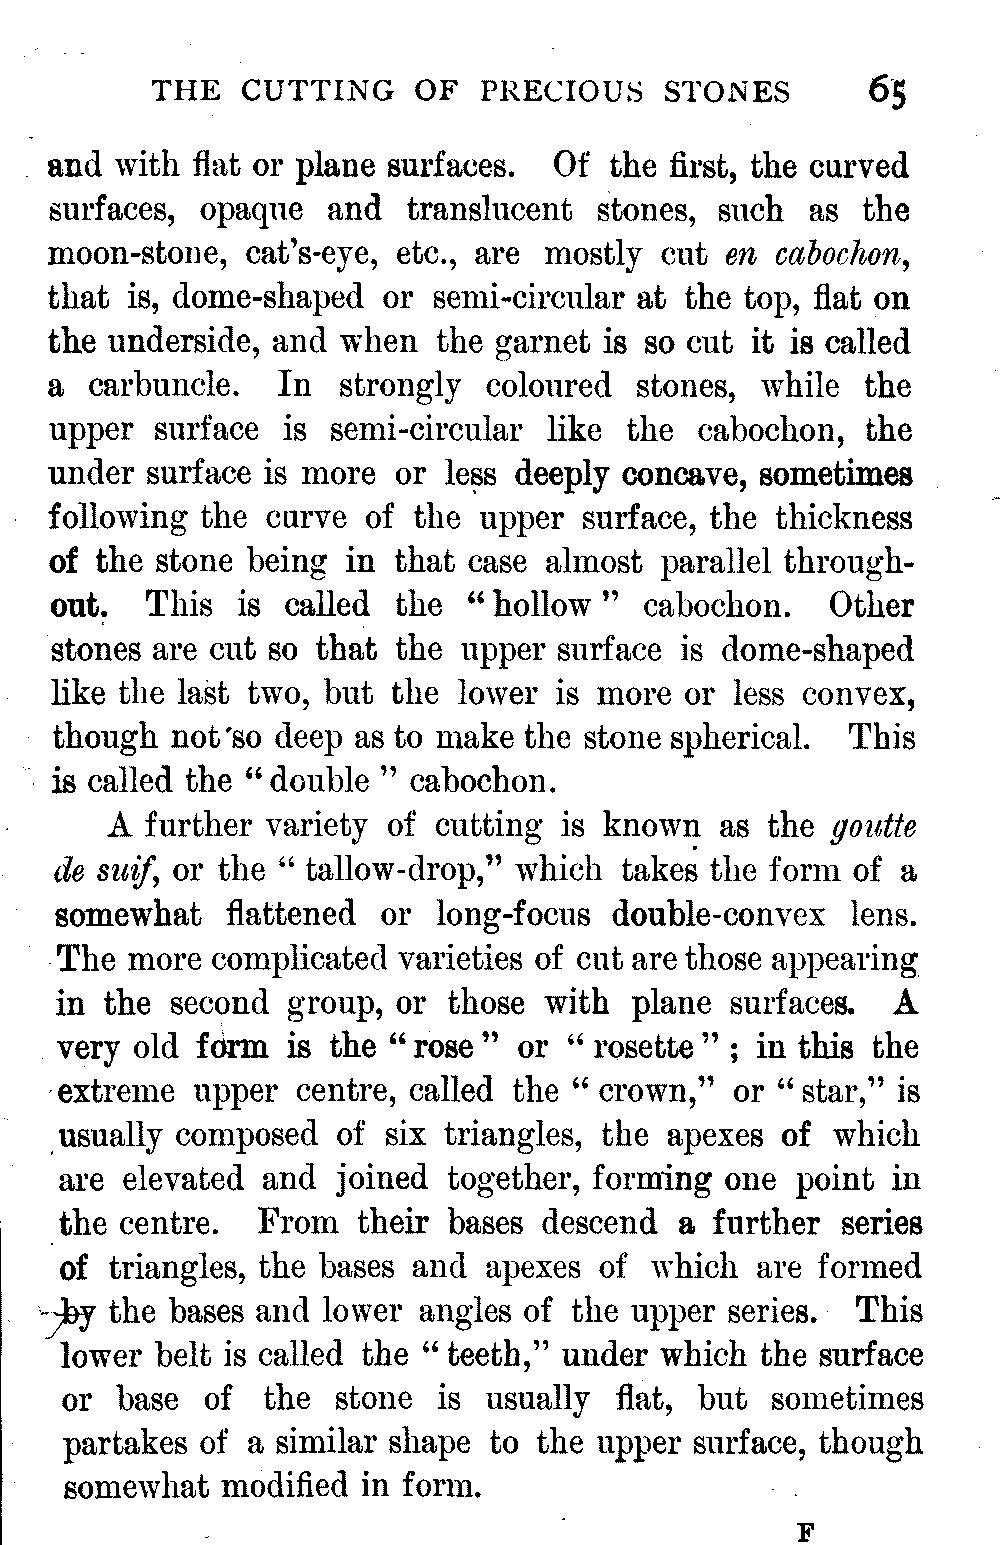 THE CUTTING OF PRECIOUS STONES 65
and with flat or plane surfaces. Of the first, the curved
surfaces, opaque and translucent stones, such as the
moon-stone, cat's-eye, etc., are mostly cut en cabochon,
that is, dome-shaped or semi-circular at the top, flat on
the underside, and when the garnet is so cut it is called
a carbuncle. In strongly coloured stones, while the
upper surface is semi-circular like the cabochon, the
under surface is more or less deeply concave, sometimes
following the curve of the upper surface, the thickness
of the stone being in that case almost parallel through-
out. This is called the “hollow” cabochon. Other
stones are cut so that the upper surface is dome-shaped
like the last two, but the lower is more or less convex,
though not so deep as to make the stone spherical. This
is called the “double” cabochon.
A further variety of cutting is known as the goutte
de suif, or the “tallow-drop,” which takes the form of a
somewhat flattened or long-focus double-convex lens.
The more complicated varieties of cut are those appearing
in the second group, or those with plane surfaces. A
very old form is the “rose” or “rosette”; in this the
extreme upper centre, called the “crown,” or “star,” is
usually composed of six triangles, the apexes of which
are elevated and joined together, forming one point in
the centre. From their bases descend a further series
of triangles, the bases and apexes of which are formed
by the bases and lower angles of the upper series. This
lower belt is called the “teeth,” under which the surface
or base of the stone is usually flat, but sometimes
partakes of a similar shape to the upper surface, though
somewhat modified in form.
F